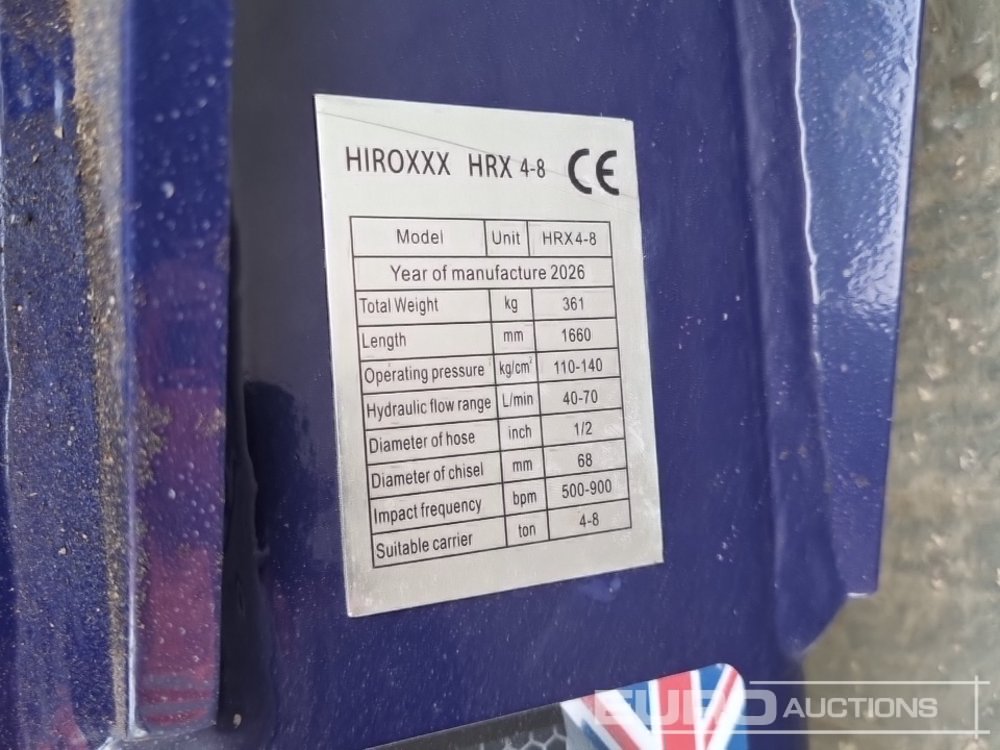 HIROXXX HRX 4-8 CE
Model Unit HRX4-8
Year of manufacture 2026
Total Weight kg 361
Length mm 1660
Operating pressure kg/cm² 110-140
Hydraulic flow range L/min 40-70
Diameter of hose inch 1/2
Diameter of chisel mm 68
Impact frequency bpm 500-900
Suitable carrier ton 4-8
EURO AUCTIONS